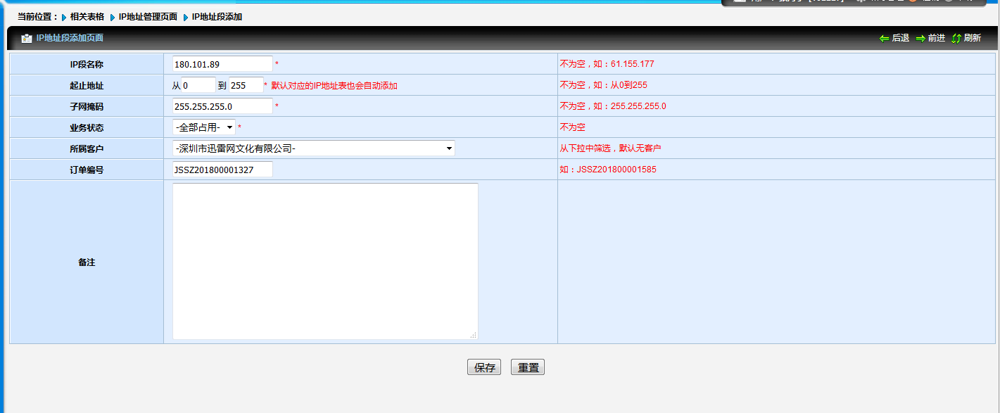 当前位置： 相关表格 IP地址管理页面 IP地址段添加
IP地址段添加页面 后退 前进 刷新
IP段名称 180.101.89 * 不为空，如：61.155.177
起止地址 从 0 到 255 * 默认对应的IP地址表也会自动添加 不为空，如：从0到255
子网掩码 255.255.255.0 * 不为空，如：255.255.255.0
业务状态 -全部占用- * 不为空
所属客户 -深圳市迅雷网文化有限公司- 从下拉中筛选，默认无客户
订单编号 JSSZ201800001327 如：JSSZ201800001585
备注
保存 重置